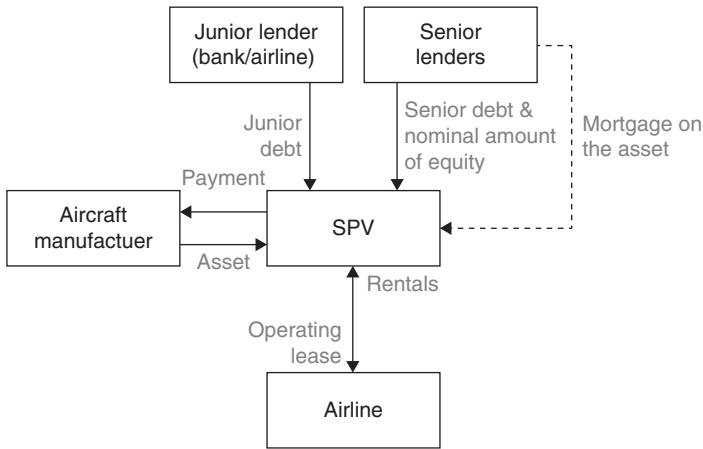 Junior lender
(bank/airline)
Senior
lenders
Junior
debt
Senior debt &
nominal amount
of equity
Mortgage on
the asset
Payment
Aircraft
manufactuer
SPV
Asset
Rentals
Operating
lease
Airline